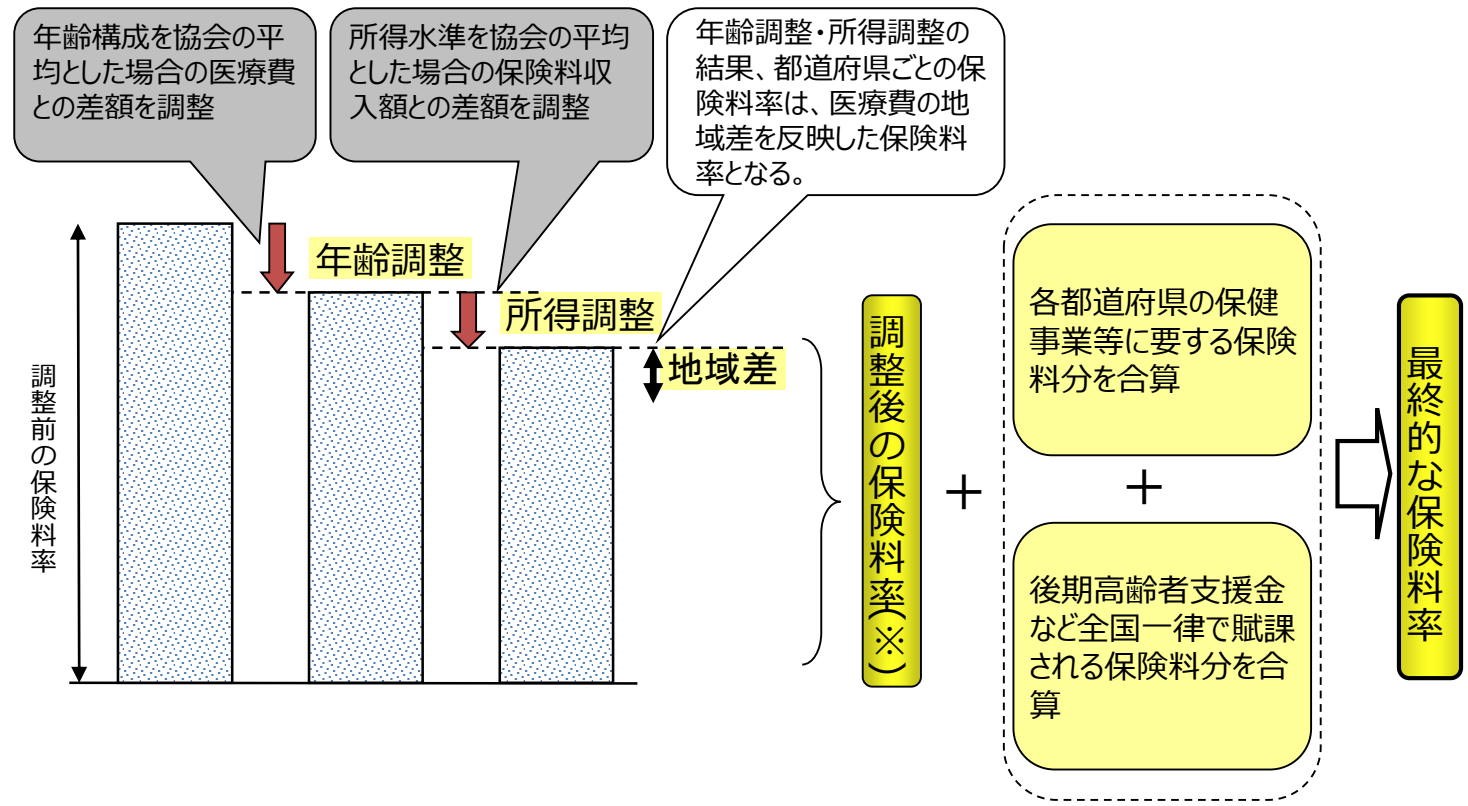 年齢構成を協会の平
均とした場合の医療費
との差額を調整
所得水準を協会の平均
とした場合の保険料収
入額との差額を調整
年齢調整・所得調整の
結果、都道府県ごとの保
険料率は、医療費の地
域差を反映した保険料
率となる。
年齢調整
所得調整
地域差
調整前の保険料率
調整後の保険料率(※)
＋
各都道府県の保健
事業等に要する保険
料分を合算
＋
後期高齢者支援金
など全国一律で賦課
される保険料分を合
算
最終的な保険料率